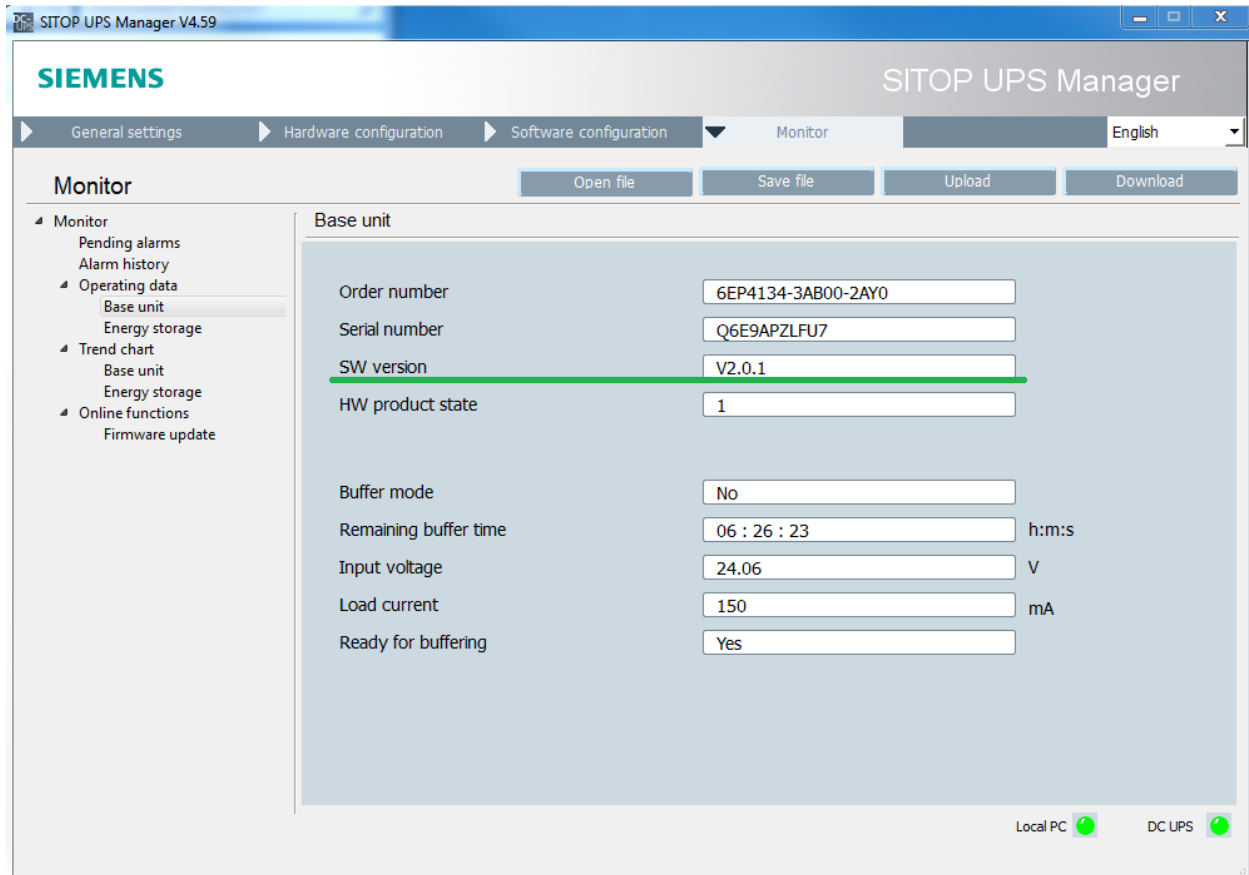 SITOP UPS Manager V4.59
SIEMENS
SITOP UPS Manager
General settings
Hardware configuration
Software configuration
Monitor
English
Monitor
Open file
Save file
Upload
Download
Monitor
Pending alarms
Alarm history
Operating data
Base unit
Energy storage
Trend chart
Base unit
Energy storage
Online functions
Firmware update
Base unit
Order number 6EP4134-3AB00-2AY0
Serial number Q6E9APZLFU7
SW version V2.0.1
HW product state 1
Buffer mode No
Remaining buffer time 06 : 26 : 23 h:m:s
Input voltage 24.06 V
Load current 150 mA
Ready for buffering Yes
Local PC
DC UPS